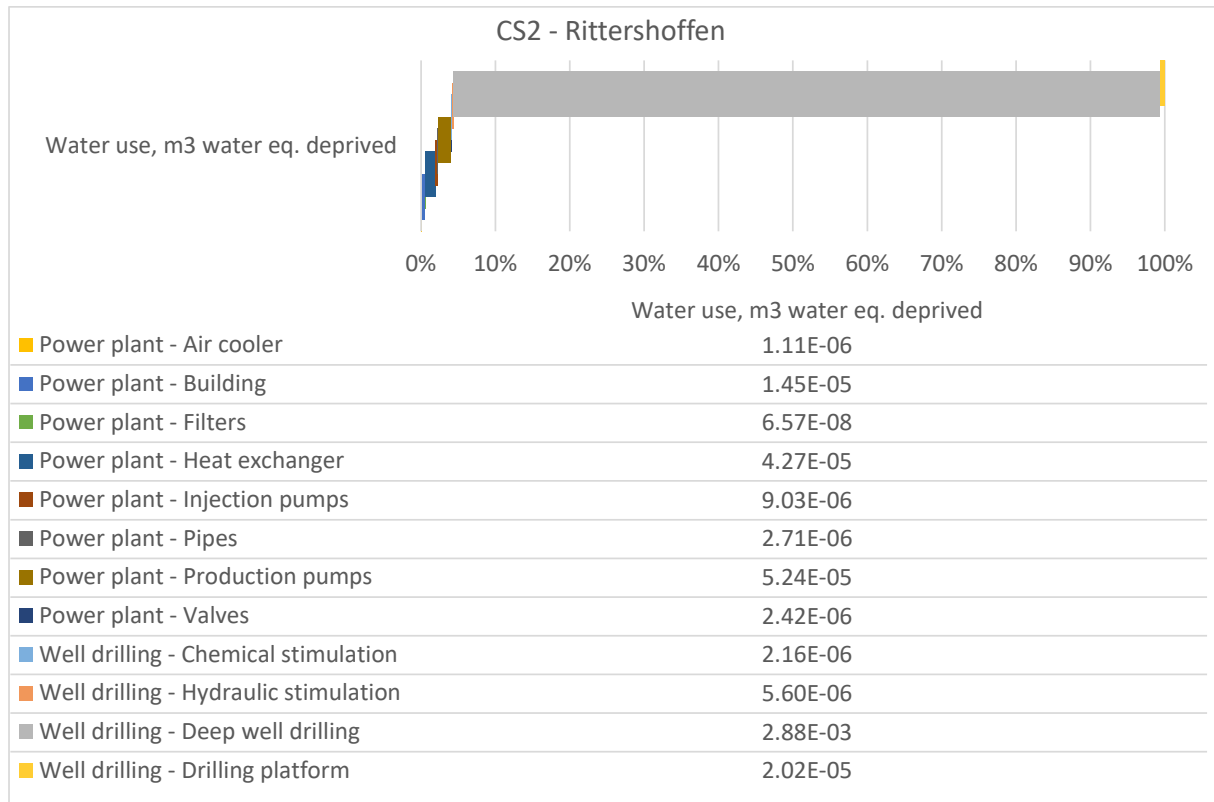 CS2 - Rittershoffen
Water use, m3 water eq. deprived
0% 10% 20% 30% 40% 50% 60% 70% 80% 90% 100%
Water use, m3 water eq. deprived
Power plant - Air cooler 1.11E-06
Power plant - Building 1.45E-05
Power plant - Filters 6.57E-08
Power plant - Heat exchanger 4.27E-05
Power plant - Injection pumps 9.03E-06
Power plant - Pipes 2.71E-06
Power plant - Production pumps 5.24E-05
Power plant - Valves 2.42E-06
Well drilling - Chemical stimulation 2.16E-06
Well drilling - Hydraulic stimulation 5.60E-06
Well drilling - Deep well drilling 2.88E-03
Well drilling - Drilling platform 2.02E-05